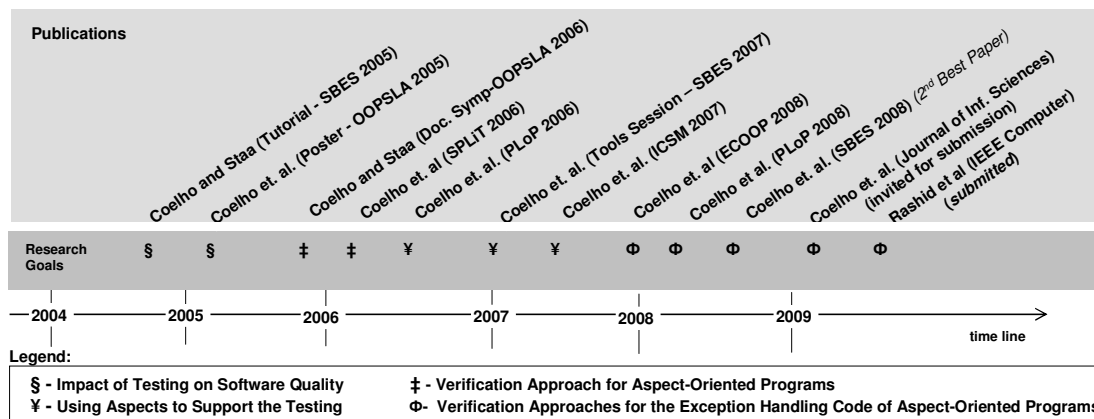 Publications
Coelho and Staa (Tutorial - SBES 2005)
Coelho et. al. (Poster - OOPSLA 2005)
Coelho and Staa (Doc. Symp-OOPSLA 2006)
Coelho et. al (SPLiT 2006)
Coelho et. al. (PLoP 2006)
Coelho et. al. (Tools Session – SBES 2007)
Coelho et. al. (ICSM 2007)
Coelho et. al (ECOOP 2008)
Coelho et. al. (PLoP 2008)
Coelho et. al. (SBES 2008) (2nd Best Paper)
Coelho et. al. (Journal of Inf. Sciences)
(invited for submission)
Rashid et al (IEEE Computer)
(submitted)
Research
Goals
§ § ‡ ‡ ¥ ¥ ¥ Φ Φ Φ Φ Φ
2004 2005 2006 2007 2008 2009
time line
Legend:
§ - Impact of Testing on Software Quality
‡ - Verification Approach for Aspect-Oriented Programs
¥ - Using Aspects to Support the Testing
Φ- Verification Approaches for the Exception Handling Code of Aspect-Oriented Programs